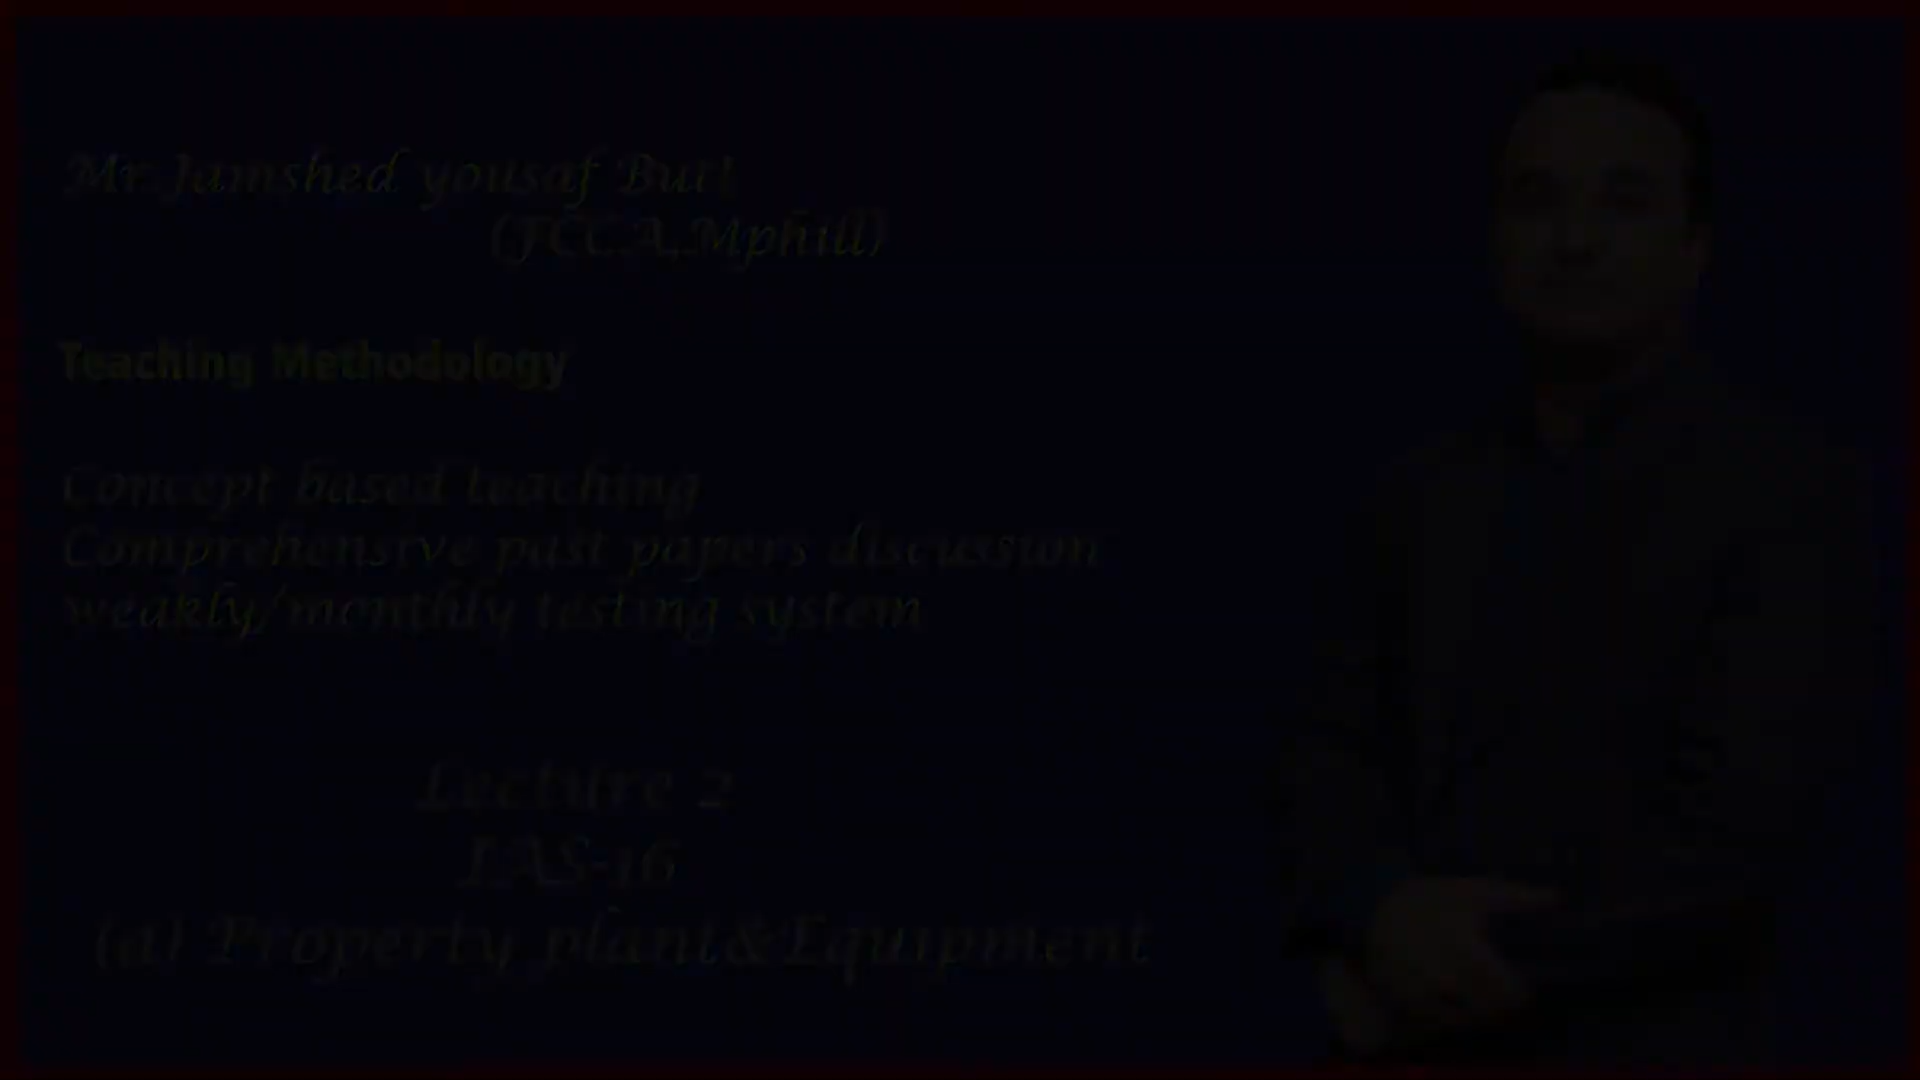 Mr.Jamshed yousaf Butt
(FCCA,Mphill)
Teaching Methodology
Concept based teaching
Comprehensive past papers discussion
weakly/monthly testing system
Lecture 2
IAS-16
(a) Property plant&Equipment